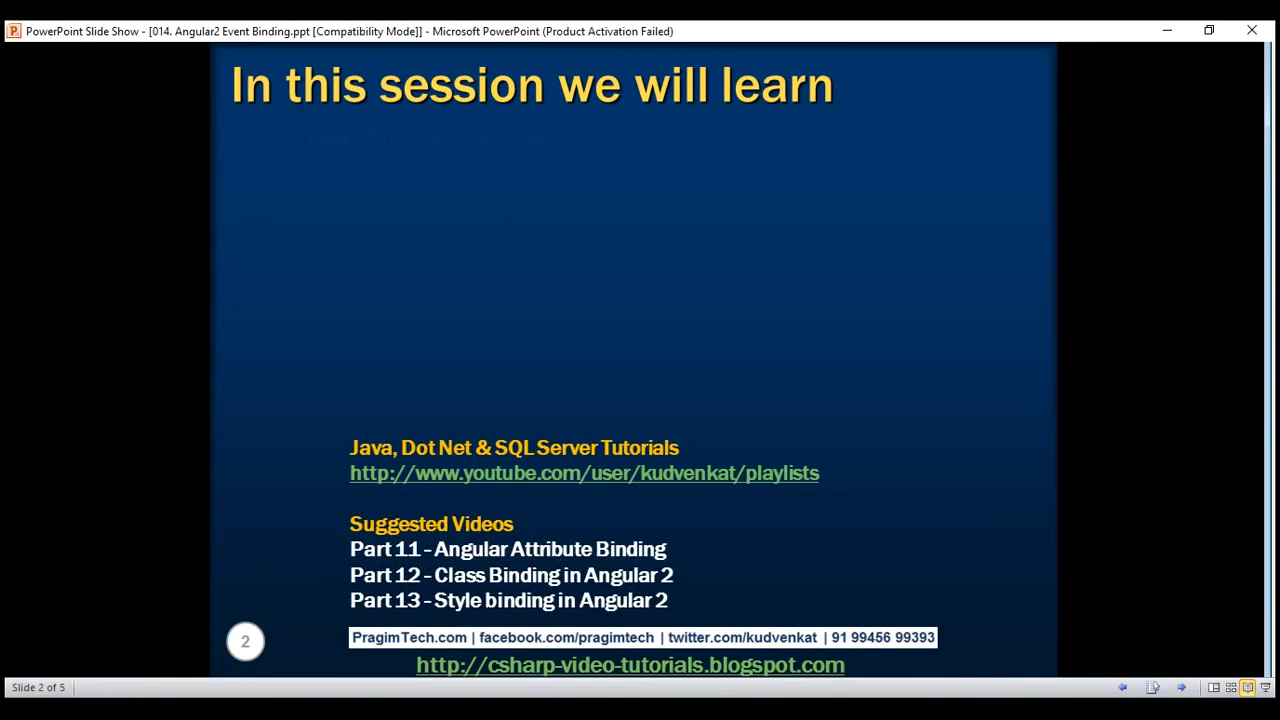 PowerPoint Slide Show - [014. Angular2 Event Binding.ppt [Compatibility Mode]] - Microsoft PowerPoint (Product Activation Failed)
In this session we will learn
Java, Dot Net & SQL Server Tutorials
http://www.youtube.com/user/kudvenkat/playlists
Suggested Videos
Part 11 - Angular Attribute Binding
Part 12 - Class Binding in Angular 2
Part 13 - Style binding in Angular 2
2
PragimTech.com | facebook.com/pragimtech | twitter.com/kudvenkat | 91 99456 99393
http://csharp-video-tutorials.blogspot.com
Slide 2 of 5